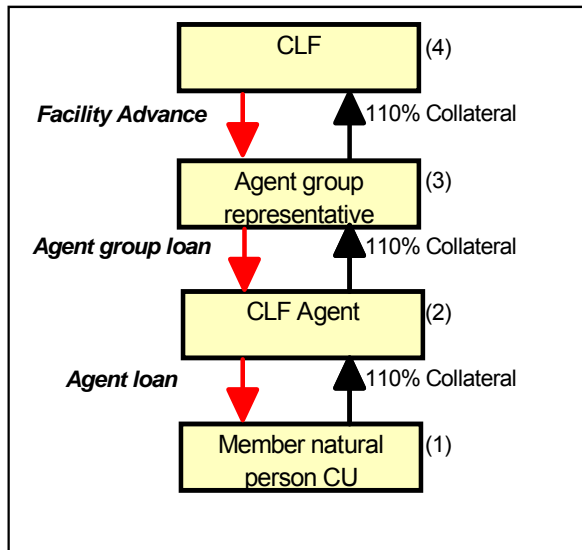 CLF (4)
Facility Advance 110% Collateral
Agent group (3)
representative
Agent group loan 110% Collateral
CLF Agent (2)
Agent loan 110% Collateral
Member natural (1)
person CU